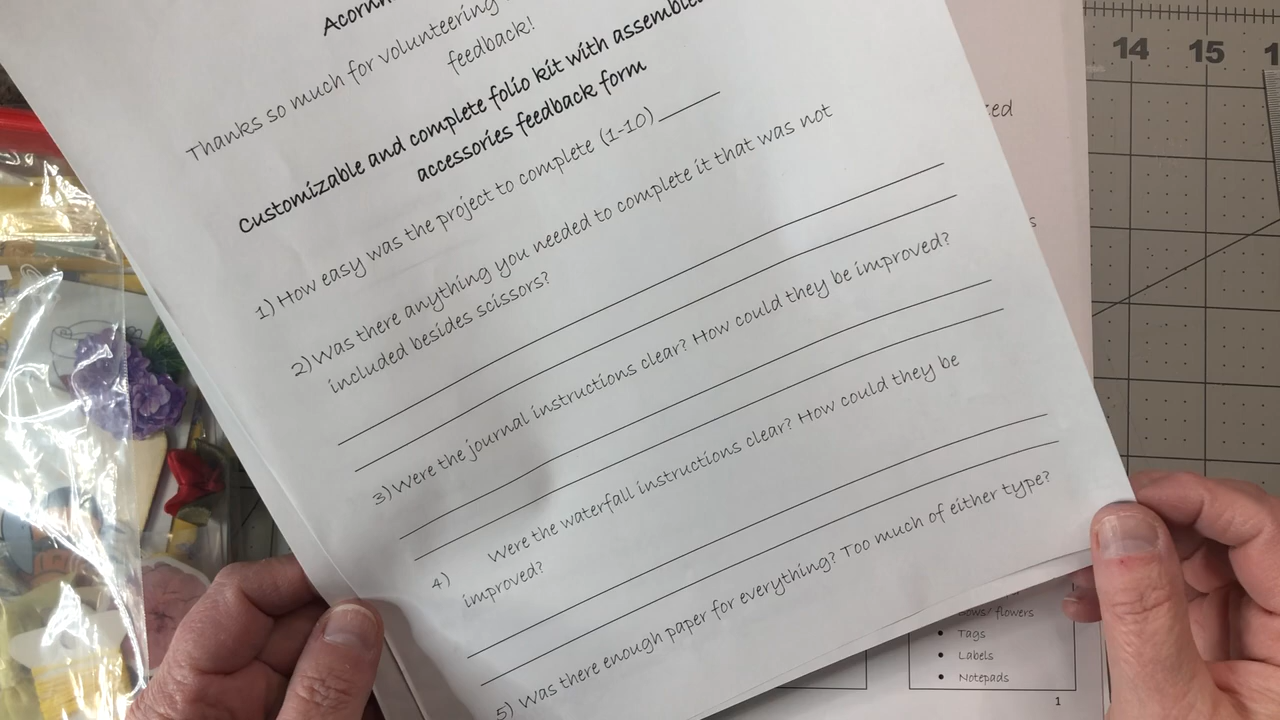 Thanks so much for volunteering
feedback!
Customizable and complete folio kit with assembled
accessories feedback form
1) How easy was the project to complete (1-10)
2) Was there anything you needed to complete it that was not
included besides scissors?
3) Were the journal instructions clear? How could they be improved?
4) Were the waterfall instructions clear? How could they be
improved?
5) Was there enough paper for everything? Too much of either type?
14 15
Bows/flowers
• Tags
• Labels
• Notepads
1